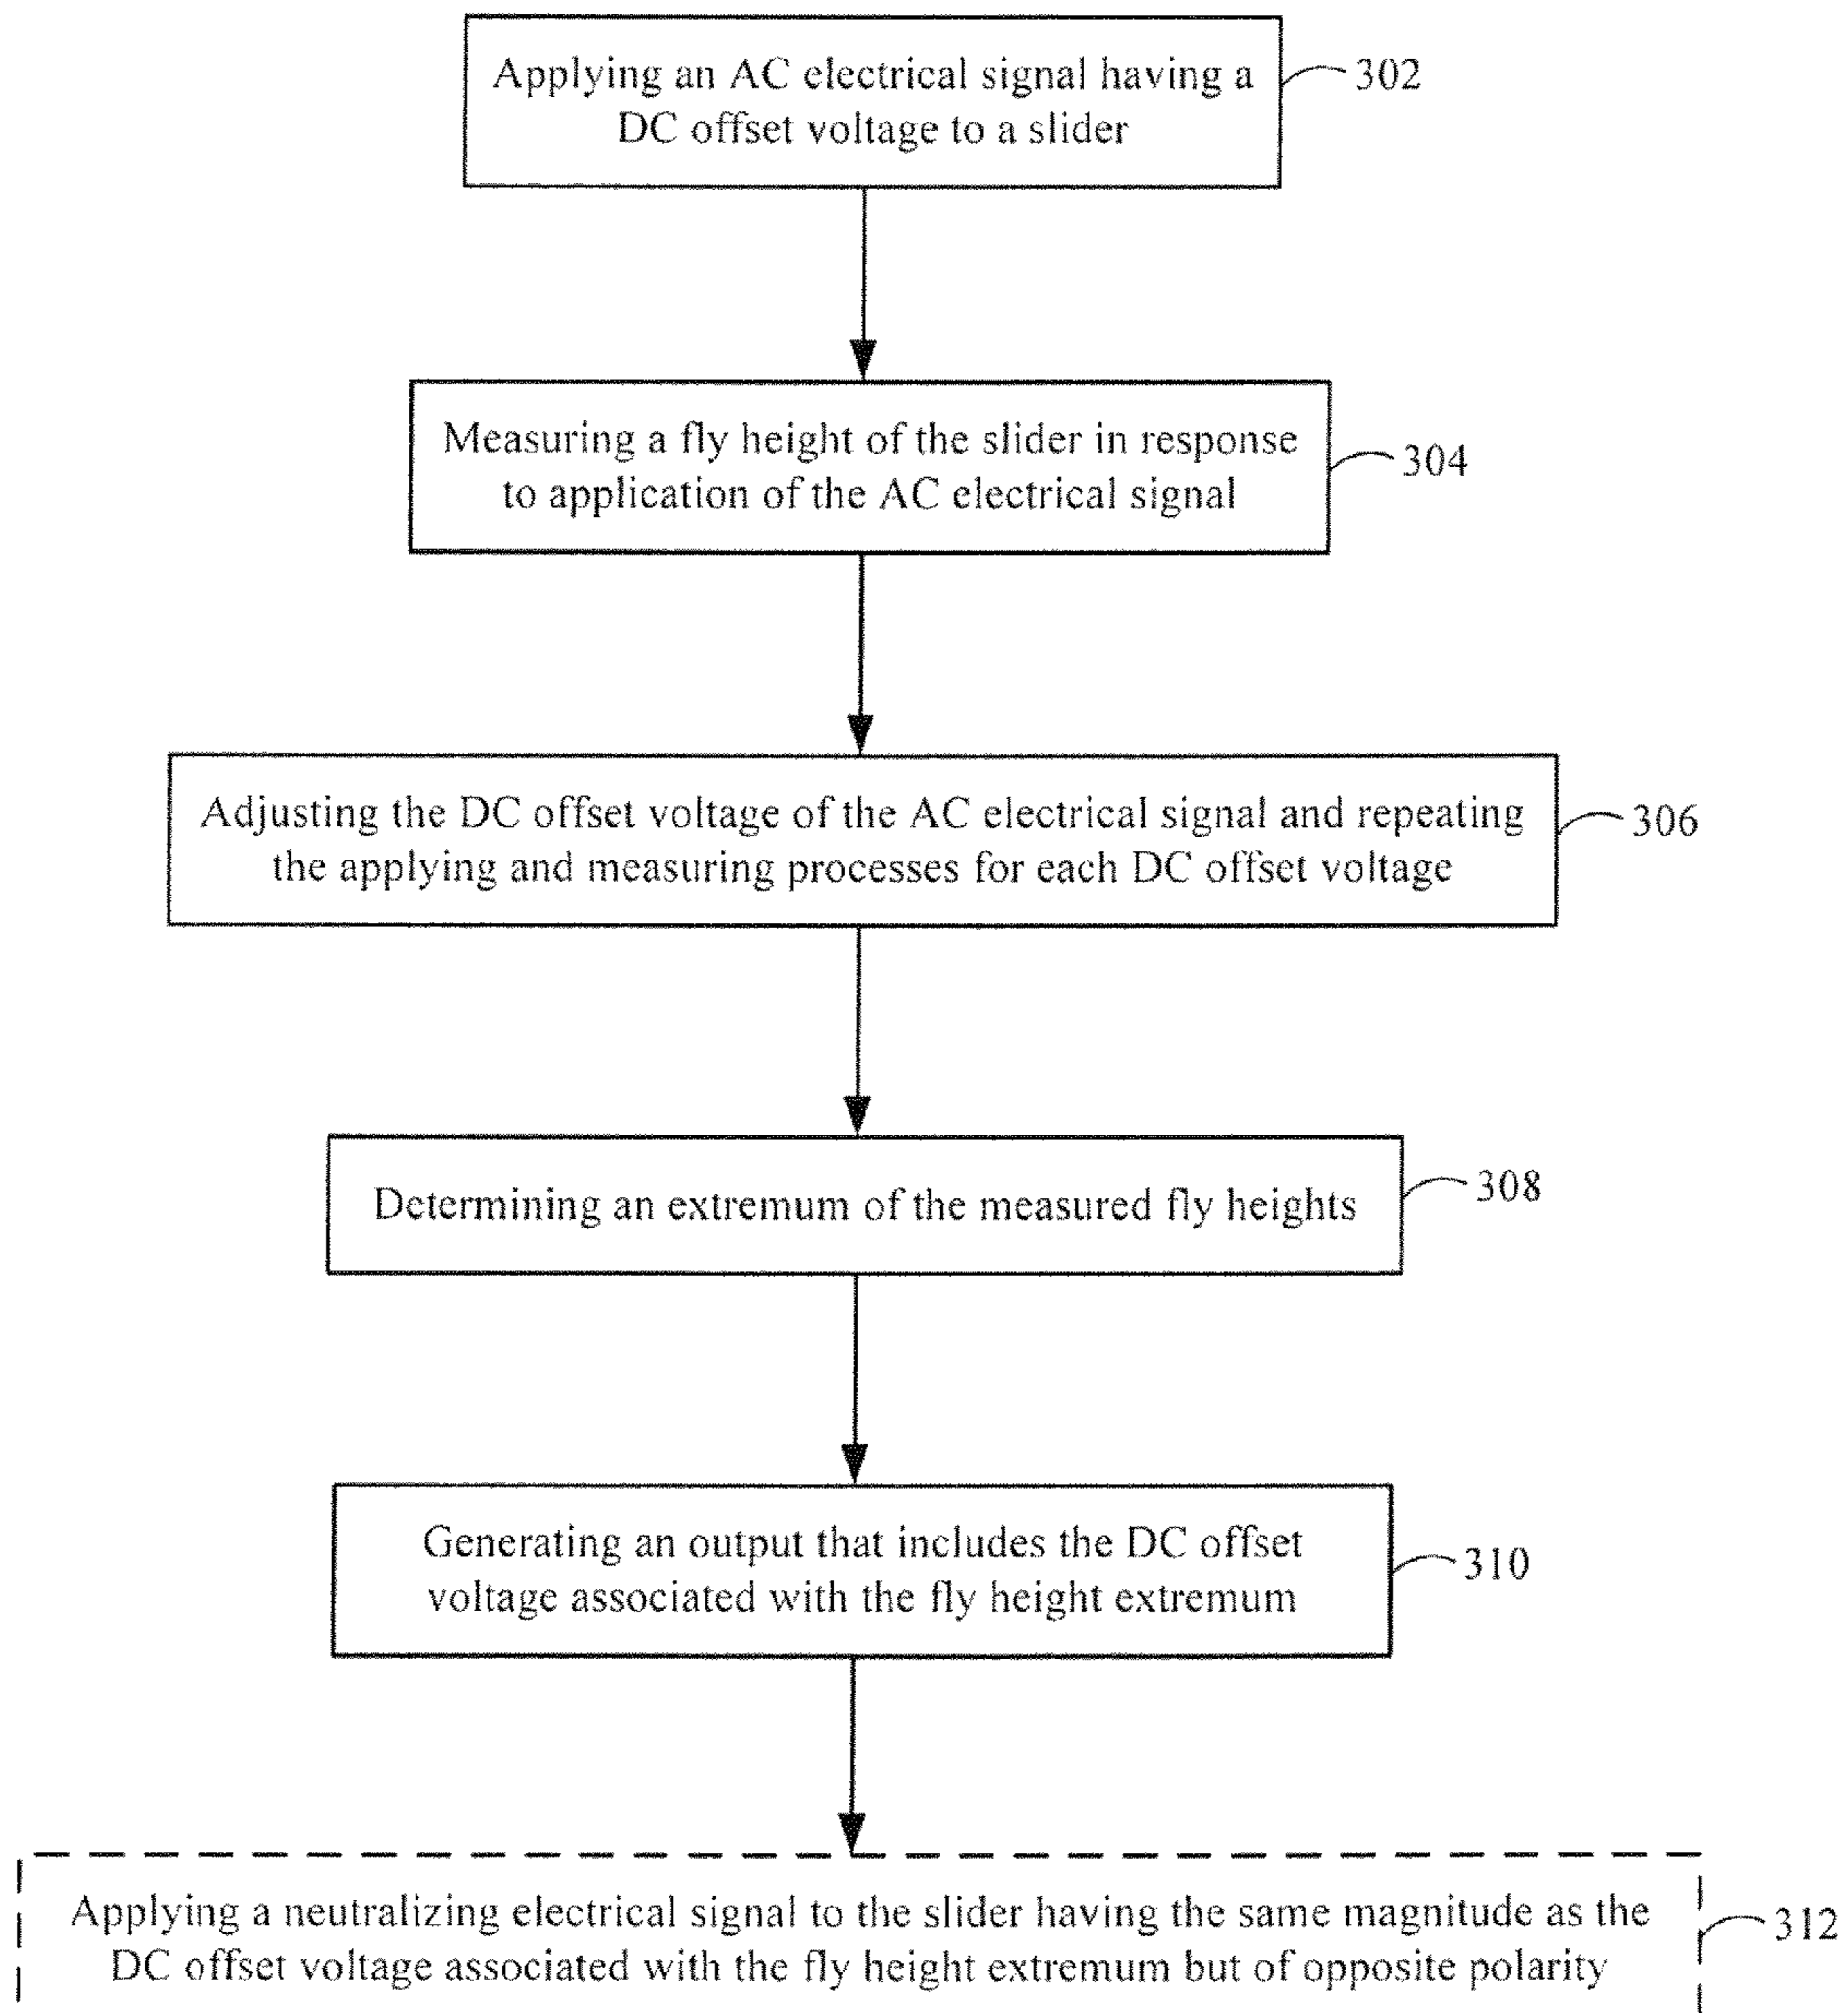 Applying an AC electrical signal having a
DC offset voltage to a slider
302
Measuring a fly height of the slider in response
to application of the AC electrical signal
304
Adjusting the DC offset voltage of the AC electrical signal and repeating
the applying and measuring processes for each DC offset voltage
306
Determining an extremum of the measured fly heights
308
Generating an output that includes the DC offset
voltage associated with the fly height extremum
310
Applying a neutralizing electrical signal to the slider having the same magnitude as the
DC offset voltage associated with the fly height extremum but of opposite polarity
312